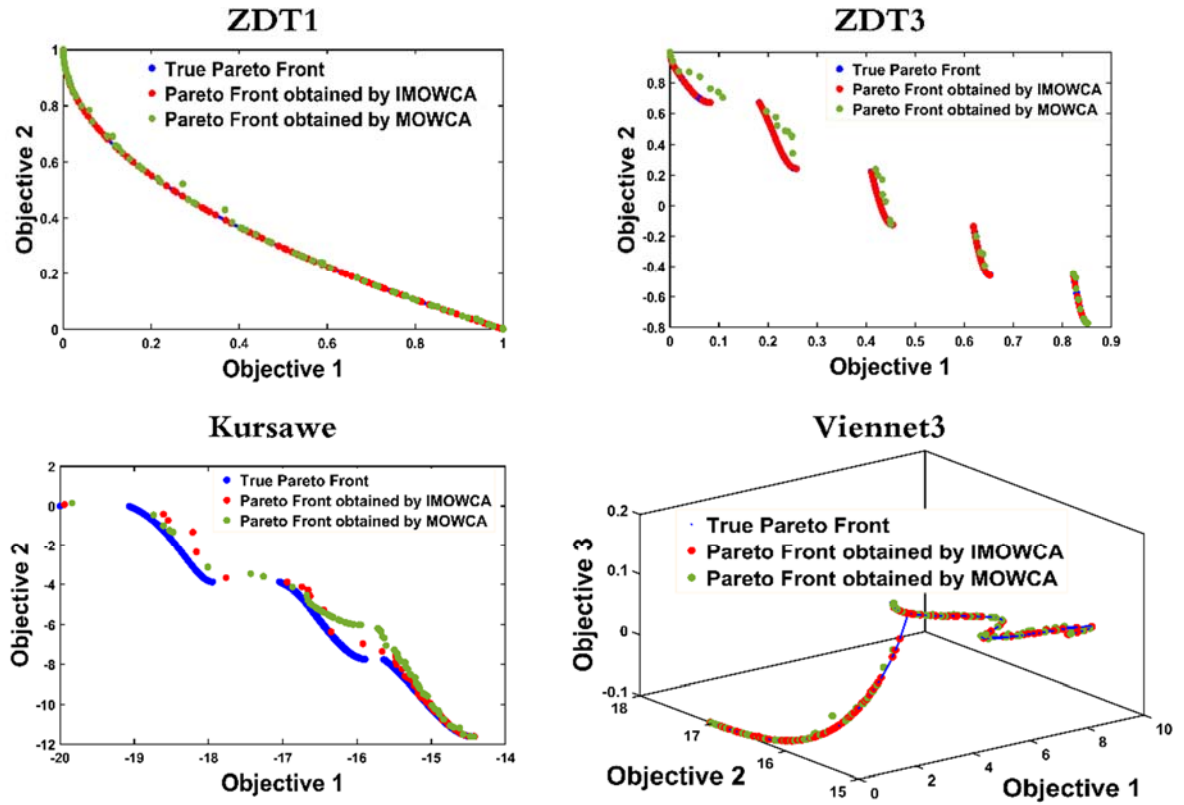 ZDT1
1
0.8
0.6
0.4
0.2
0
Objective 2
True Pareto Front
Pareto Front obtained by IMOWCA
Pareto Front obtained by MOWCA
0 0.2 0.4 0.6 0.8 1
Objective 1
ZDT3
0.8
0.6
0.4
0.2
0
-0.2
-0.4
-0.6
-0.8
Objective 2
True Pareto Front
Pareto Front obtained by IMOWCA
Pareto Front obtained by MOWCA
0 0.1 0.2 0.3 0.4 0.5 0.6 0.7 0.8 0.9
Objective 1
Kursawe
2
0
-2
-4
-6
-8
-10
-12
Objective 2
True Pareto Front
Pareto Front obtained by IMOWCA
Pareto Front obtained by MOWCA
-20 -19 -18 -17 -16 -15 -14
Objective 1
Viennet3
0.2
0.1
0
-0.1
Objective 3
True Pareto Front
Pareto Front obtained by IMOWCA
Pareto Front obtained by MOWCA
18
17
16
15
Objective 2
0 2 4 6 8 10
Objective 1